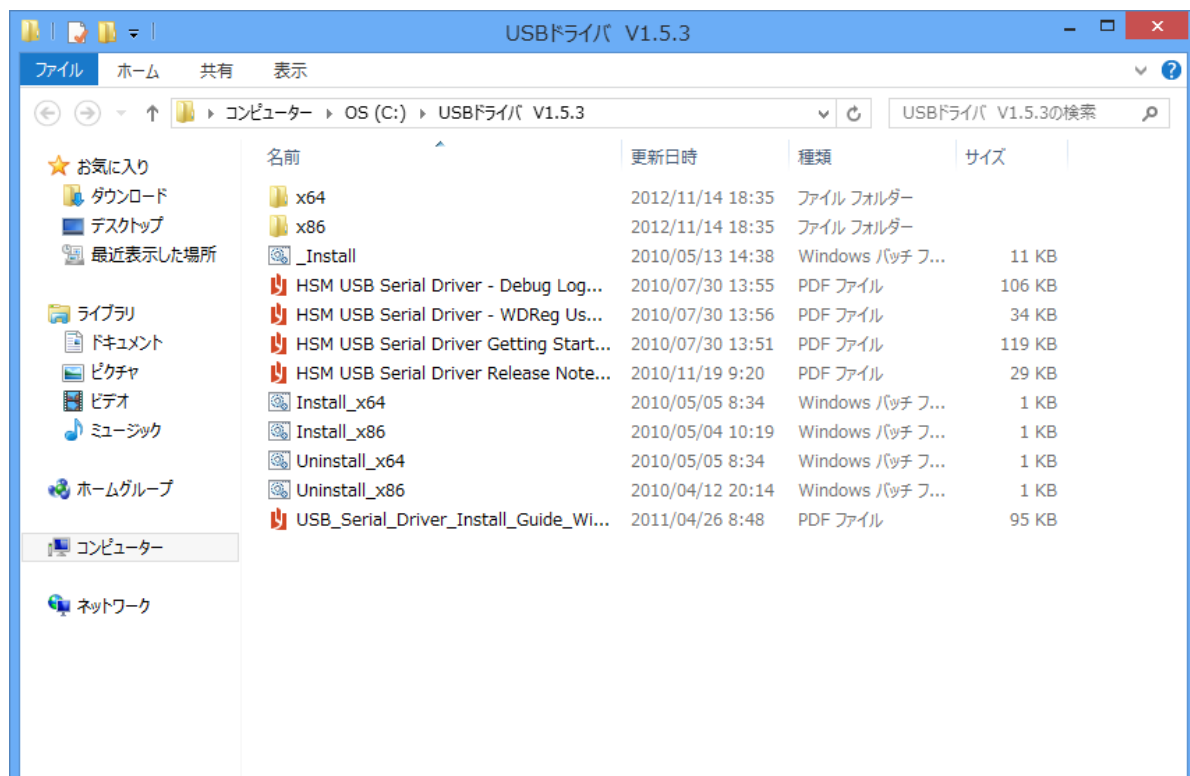 USBドライバ V1.5.3
ファイル ホーム 共有 表示
コンピューター OS (C:) USBドライバ V1.5.3 USBドライバ V1.5.3の検索
お気に入り
ダウンロード
デスクトップ
最近表示した場所
ライブラリ
ドキュメント
ピクチャ
ビデオ
ミュージック
ホームグループ
コンピューター
ネットワーク
名前 更新日時 種類 サイズ
x64 2012/11/14 18:35 ファイル フォルダー
x86 2012/11/14 18:35 ファイル フォルダー
_Install 2010/05/13 14:38 Windows バッチ フ... 11 KB
HSM USB Serial Driver - Debug Log... 2010/07/30 13:55 PDF ファイル 106 KB
HSM USB Serial Driver - WDReg Us... 2010/07/30 13:56 PDF ファイル 34 KB
HSM USB Serial Driver Getting Start... 2010/07/30 13:51 PDF ファイル 119 KB
HSM USB Serial Driver Release Note... 2010/11/19 9:20 PDF ファイル 29 KB
Install_x64 2010/05/05 8:34 Windows バッチ フ... 1 KB
Install_x86 2010/05/04 10:19 Windows バッチ フ... 1 KB
Uninstall_x64 2010/05/05 8:34 Windows バッチ フ... 1 KB
Uninstall_x86 2010/04/12 20:14 Windows バッチ フ... 1 KB
USB_Serial_Driver_Install_Guide_Wi... 2011/04/26 8:48 PDF ファイル 95 KB